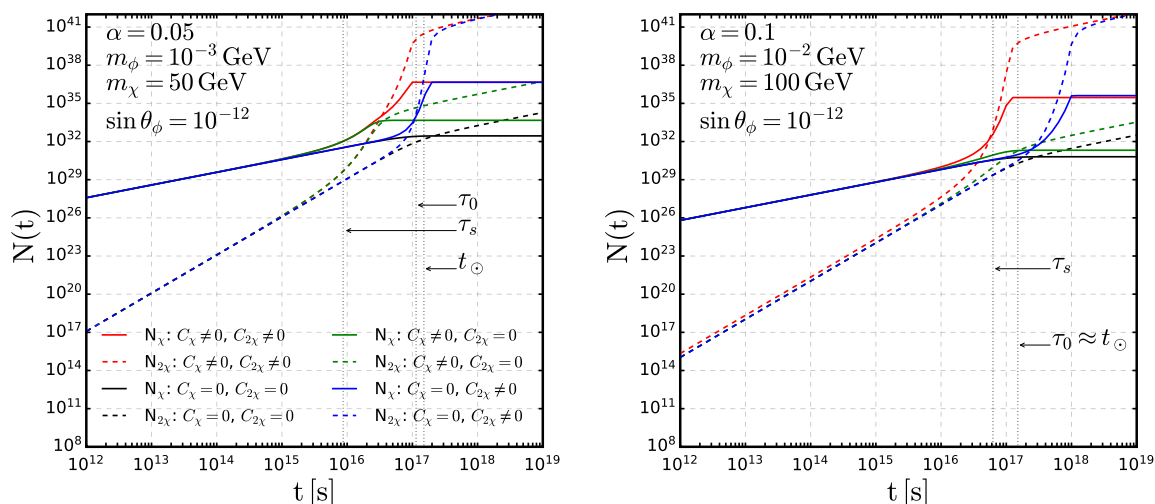 10^41
10^38
10^35
10^32
10^29
10^26
10^23
10^20
10^17
10^14
10^11
10^8
N(t)
α = 0.05
m_ϕ = 10^−3 GeV
m_χ = 50 GeV
sin θ_ϕ = 10^−12
τ_0
τ_s
t_⊙
N_χ: C_χ≠0, C_2χ≠0
N_2χ: C_χ≠0, C_2χ≠0
N_χ: C_χ=0, C_2χ=0
N_2χ: C_χ=0, C_2χ=0
N_χ: C_χ≠0, C_2χ=0
N_2χ: C_χ≠0, C_2χ=0
N_χ: C_χ=0, C_2χ≠0
N_2χ: C_χ=0, C_2χ≠0
10^12 10^13 10^14 10^15 10^16 10^17 10^18 10^19
t [s]
10^41
10^38
10^35
10^32
10^29
10^26
10^23
10^20
10^17
10^14
10^11
10^8
N(t)
α = 0.1
m_ϕ = 10^−2 GeV
m_χ = 100 GeV
sin θ_ϕ = 10^−12
τ_s
τ_0 ≈ t_⊙
10^12 10^13 10^14 10^15 10^16 10^17 10^18 10^19
t [s]